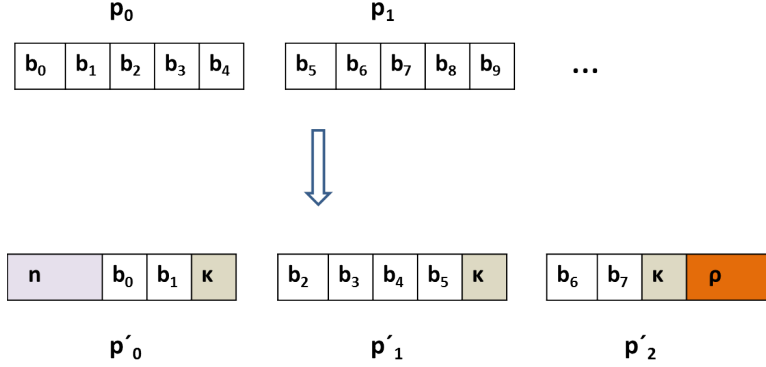 p₀ p₁
b₀ b₁ b₂ b₃ b₄ b₅ b₆ b₇ b₈ b₉ ...
n b₀ b₁ κ b₂ b₃ b₄ b₅ κ b₆ b₇ κ ρ
p´₀ p´₁ p´₂